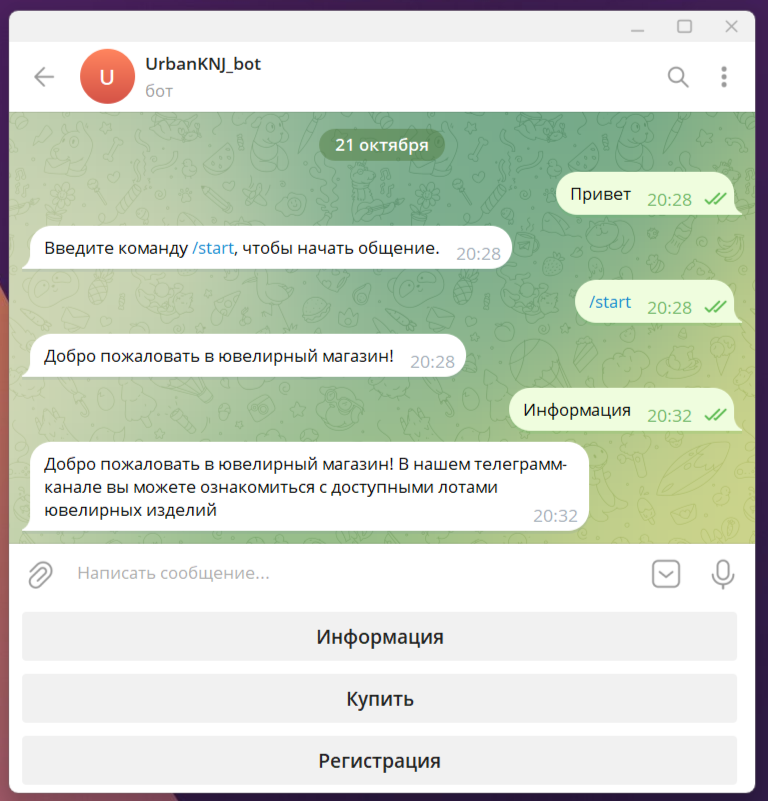 UrbanKNJ_bot
бот
21 октября
Привет 20:28
Введите команду /start, чтобы начать общение. 20:28
/start 20:28
Добро пожаловать в ювелирный магазин! 20:28
Информация 20:32
Добро пожаловать в ювелирный магазин! В нашем телеграмм-
канале вы можете ознакомиться с доступными лотами
ювелирных изделий 20:32
Написать сообщение...
Информация
Купить
Регистрация